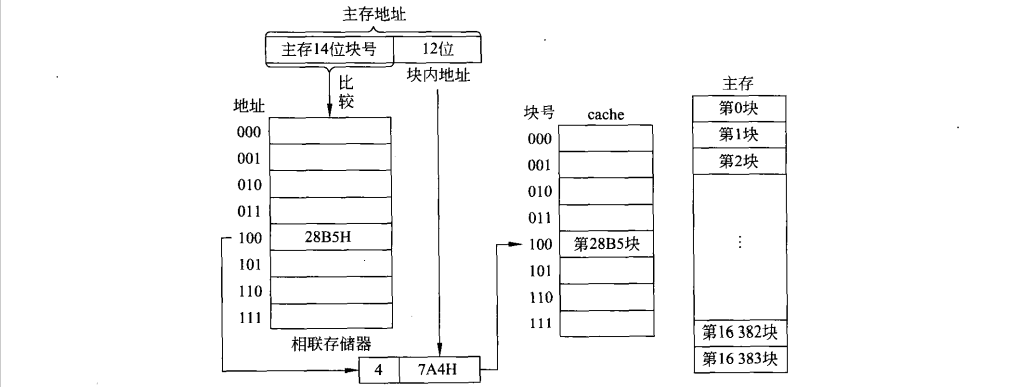 主存地址
主存14位块号 12位
比较 块内地址
地址
000
001
010
011
100 28B5H
101
110
111
相联存储器
4 7A4H
块号 cache
000
001
010
011
100 第28B5块
101
110
111
主存
第0块
第1块
第2块
⋮
第16 382块
第16 383块